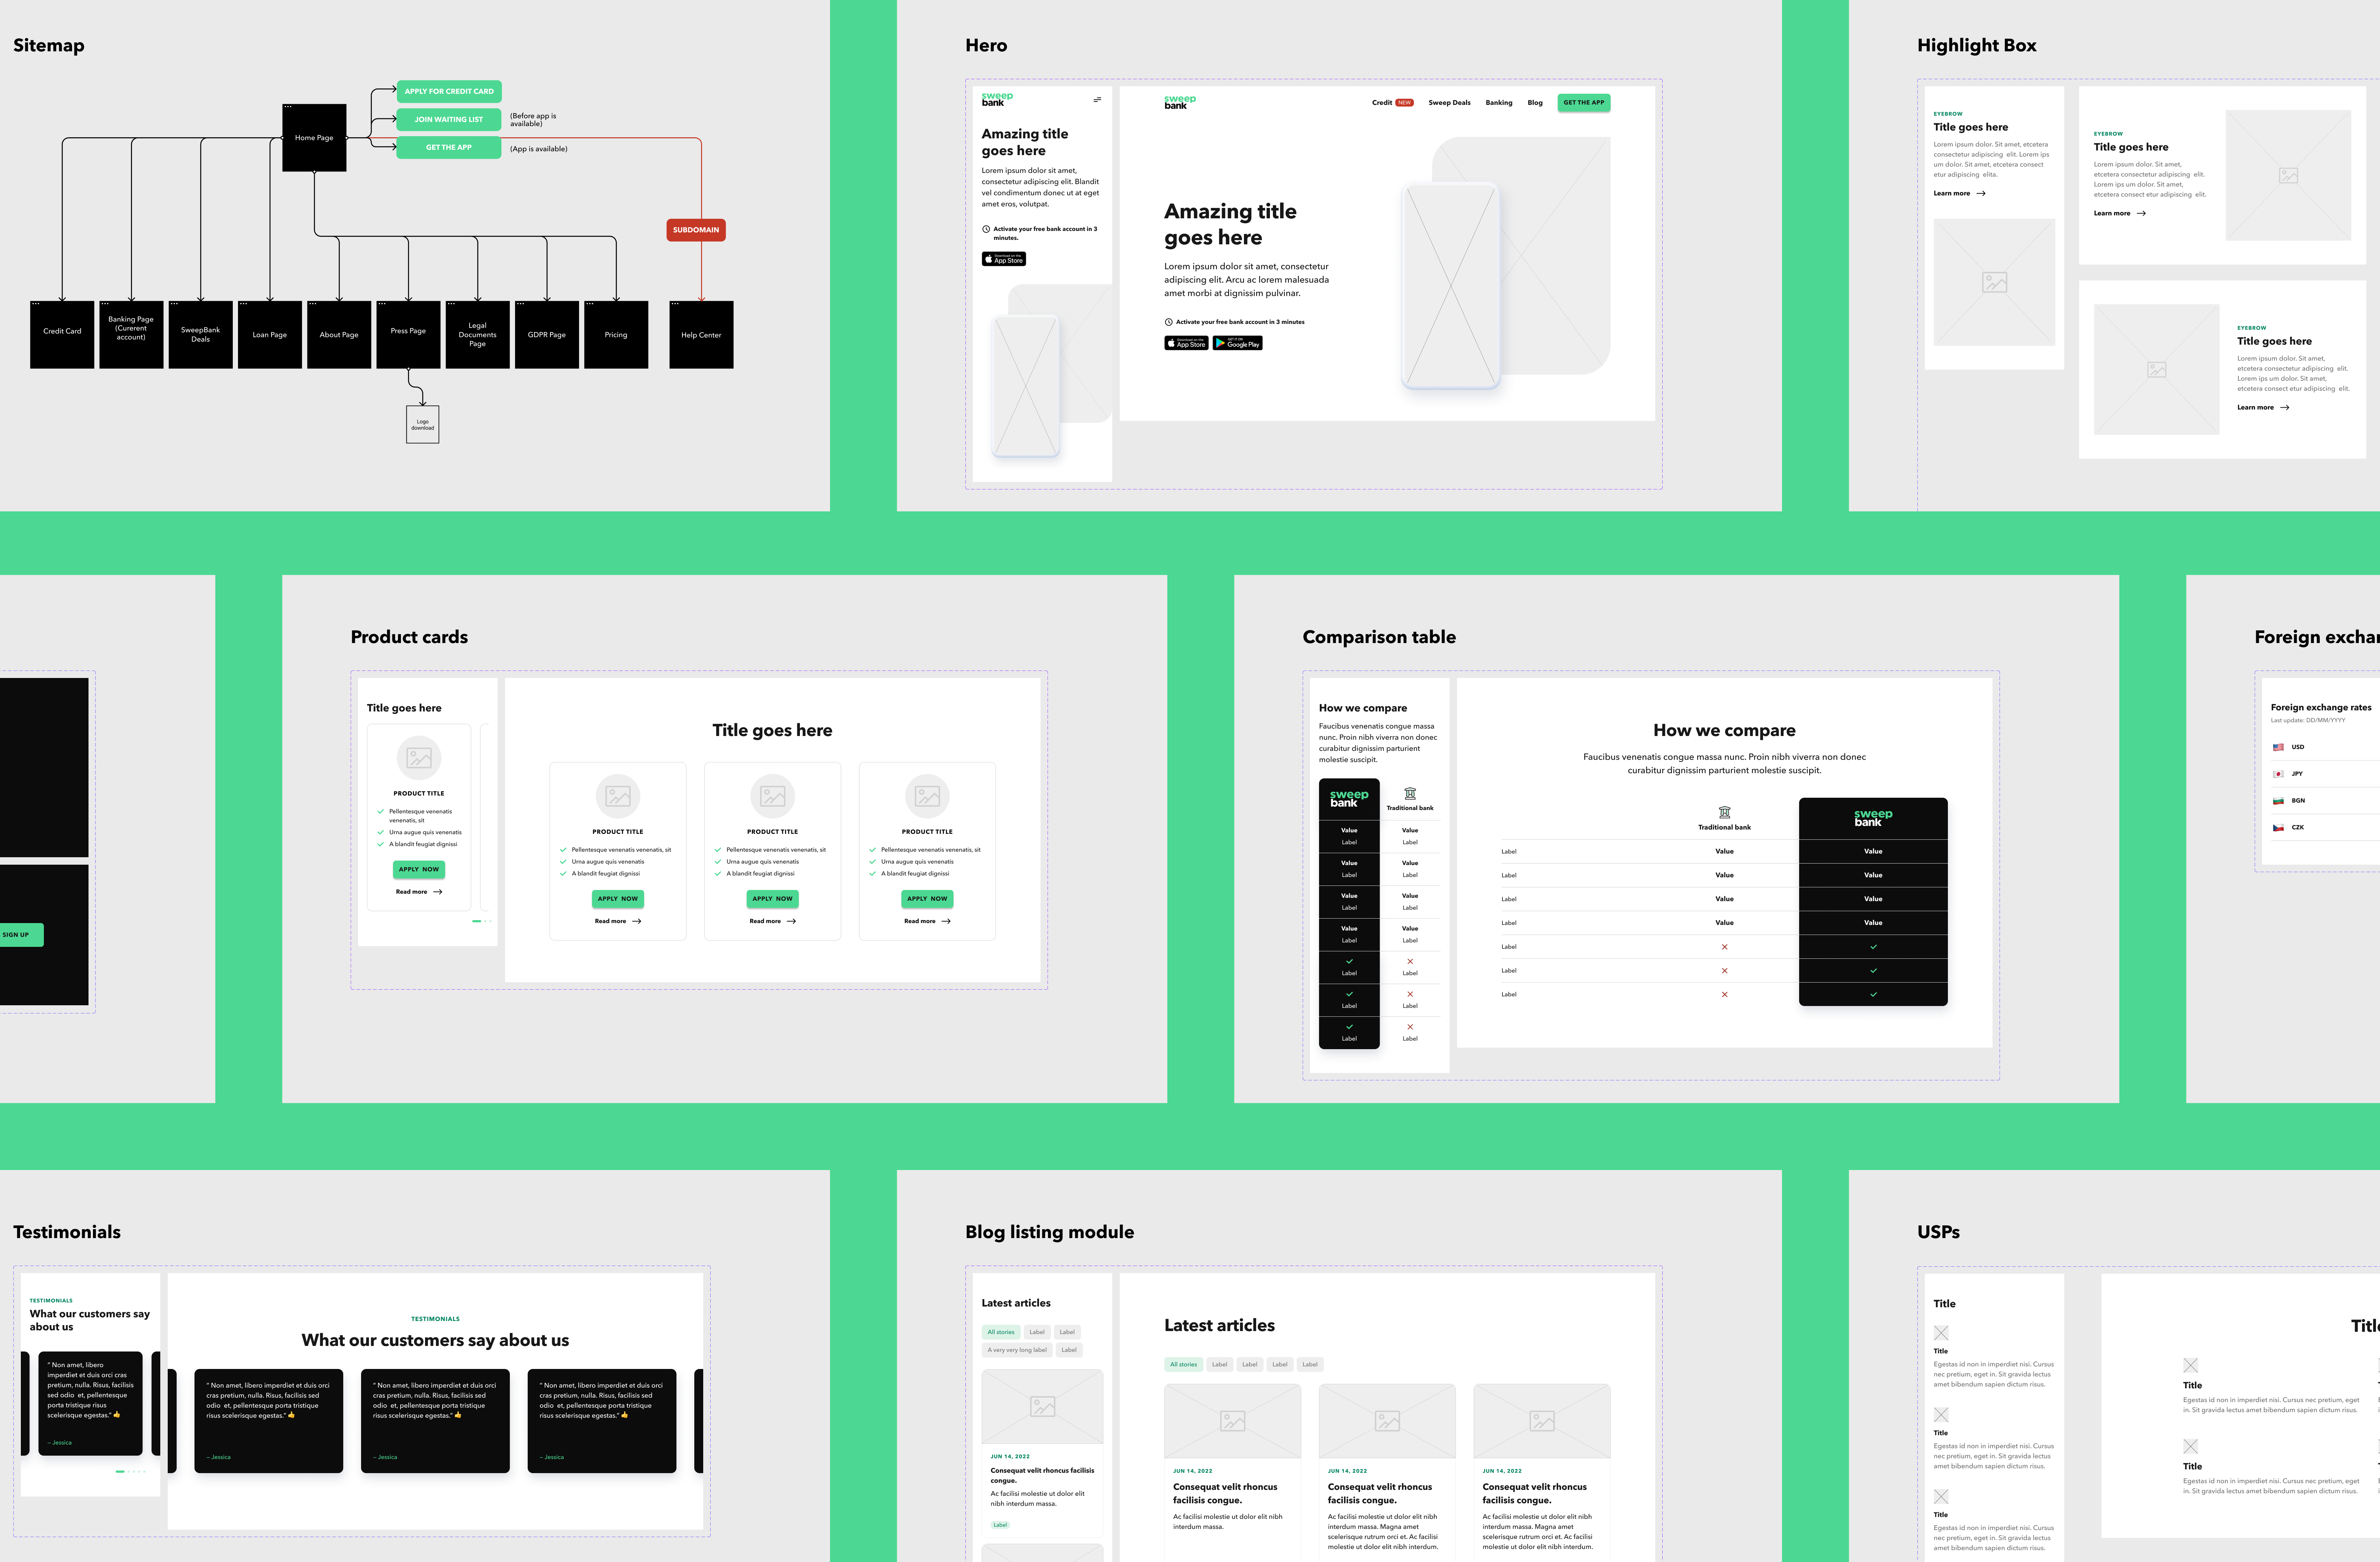 Sitemap
APPLY FOR CREDIT CARD
JOIN WAITING LIST
(Before app is
available)
Home Page
GET THE APP
(App is available)
SUBDOMAIN
Credit Card
Banking Page
(Curerent
account)
SweepBank
Deals
Loan Page
About Page
Press Page
Legal
Documents
Page
GDPR Page
Pricing
Help Center
Logo
download
Hero
sweep
bank
Amazing title
goes here
Lorem ipsum dolor sit amet,
consectetur adipiscing elit. Blandit
vel condimentum donec ut at eget
amet eros, volutpat.
Activate your free bank account in 3
minutes.
Download on the
App Store
sweep
bank
Credit NEW Sweep Deals Banking Blog GET THE APP
Amazing title
goes here
Lorem ipsum dolor sit amet, consectetur
adipiscing elit. Arcu ac lorem malesuada
amet morbi at dignissim pulvinar.
Activate your free bank account in 3 minutes
Download on the
App Store
GET IT ON
Google Play
Highlight Box
EYEBROW
Title goes here
Lorem ipsum dolor. Sit amet, etcetera
consectetur adipiscing elit. Lorem ips
um dolor. Sit amet, etcetera consect
etur adipiscing elita.
Learn more
EYEBROW
Title goes here
Lorem ipsum dolor. Sit amet,
etcetera consectetur adipiscing elit.
Lorem ips um dolor. Sit amet,
etcetera consect etur adipiscing elit.
Learn more
EYEBROW
Title goes here
Lorem ipsum dolor. Sit amet,
etcetera consectetur adipiscing elit.
Lorem ips um dolor. Sit amet,
etcetera consect etur adipiscing elit.
Learn more
SIGN UP
Product cards
Title goes here
PRODUCT TITLE
Pellentesque venenatis
venenatis, sit
Urna augue quis venenatis
A blandit feugiat dignissi
APPLY NOW
Read more
Title goes here
PRODUCT TITLE
Pellentesque venenatis venenatis, sit
Urna augue quis venenatis
A blandit feugiat dignissi
APPLY NOW
Read more
PRODUCT TITLE
Pellentesque venenatis venenatis, sit
Urna augue quis venenatis
A blandit feugiat dignissi
APPLY NOW
Read more
PRODUCT TITLE
Pellentesque venenatis venenatis, sit
Urna augue quis venenatis
A blandit feugiat dignissi
APPLY NOW
Read more
Comparison table
How we compare
Faucibus venenatis congue massa
nunc. Proin nibh viverra non donec
curabitur dignissim parturient
molestie suscipit.
sweep
bank
Traditional bank
Value Value
Label Label
Value Value
Label Label
Value Value
Label Label
Value Value
Label Label
Label Label
Label Label
Label Label
How we compare
Faucibus venenatis congue massa nunc. Proin nibh viverra non donec
curabitur dignissim parturient molestie suscipit.
Traditional bank
sweep
bank
Label Value Value
Label Value Value
Label Value Value
Label Value Value
Label
Label
Label
Foreign exchan
Foreign exchange rates
Last update: DD/MM/YYYY
USD
JPY
BGN
CZK
Testimonials
TESTIMONIALS
What our customers say
about us
“ Non amet, libero
imperdiet et duis orci cras
pretium, nulla. Risus, facilisis
sed odio et, pellentesque
porta tristique risus
scelerisque egestas.” 👍
– Jessica
TESTIMONIALS
What our customers say about us
“ Non amet, libero imperdiet et duis orci
cras pretium, nulla. Risus, facilisis sed
odio et, pellentesque porta tristique
risus scelerisque egestas.” 👍
– Jessica
“ Non amet, libero imperdiet et duis orci
cras pretium, nulla. Risus, facilisis sed
odio et, pellentesque porta tristique
risus scelerisque egestas.” 👍
– Jessica
“ Non amet, libero imperdiet et duis orci
cras pretium, nulla. Risus, facilisis sed
odio et, pellentesque porta tristique
risus scelerisque egestas.” 👍
– Jessica
Blog listing module
Latest articles
All stories Label Label
A very very long label Label
JUN 14, 2022
Consequat velit rhoncus facilisis
congue.
Ac facilisi molestie ut dolor elit
nibh interdum massa.
Label
Latest articles
All stories Label Label Label Label
JUN 14, 2022
Consequat velit rhoncus
facilisis congue.
Ac facilisi molestie ut dolor elit nibh
interdum massa.
JUN 14, 2022
Consequat velit rhoncus
facilisis congue.
Ac facilisi molestie ut dolor elit nibh
interdum massa. Magna amet
scelerisque rutrum orci et. Ac facilisi
molestie ut dolor elit nibh interdum.
JUN 14, 2022
Consequat velit rhoncus
facilisis congue.
Ac facilisi molestie ut dolor elit nibh
interdum massa. Magna amet
scelerisque rutrum orci et. Ac facilisi
molestie ut dolor elit nibh interdum.
USPs
Title
Title
Egestas id non in imperdiet nisi. Cursus
nec pretium, eget in. Sit gravida lectus
amet bibendum sapien dictum risus.
Title
Egestas id non in imperdiet nisi. Cursus
nec pretium, eget in. Sit gravida lectus
amet bibendum sapien dictum risus.
Title
Egestas id non in imperdiet nisi. Cursus
nec pretium, eget in. Sit gravida lectus
amet bibendum sapien dictum risus.
Title
Title
Egestas id non in imperdiet nisi. Cursus nec pretium, eget
in. Sit gravida lectus amet bibendum sapien dictum risus.
Title
Egestas id non in imperdiet nisi. Cursus nec pretium, eget
in. Sit gravida lectus amet bibendum sapien dictum risus.